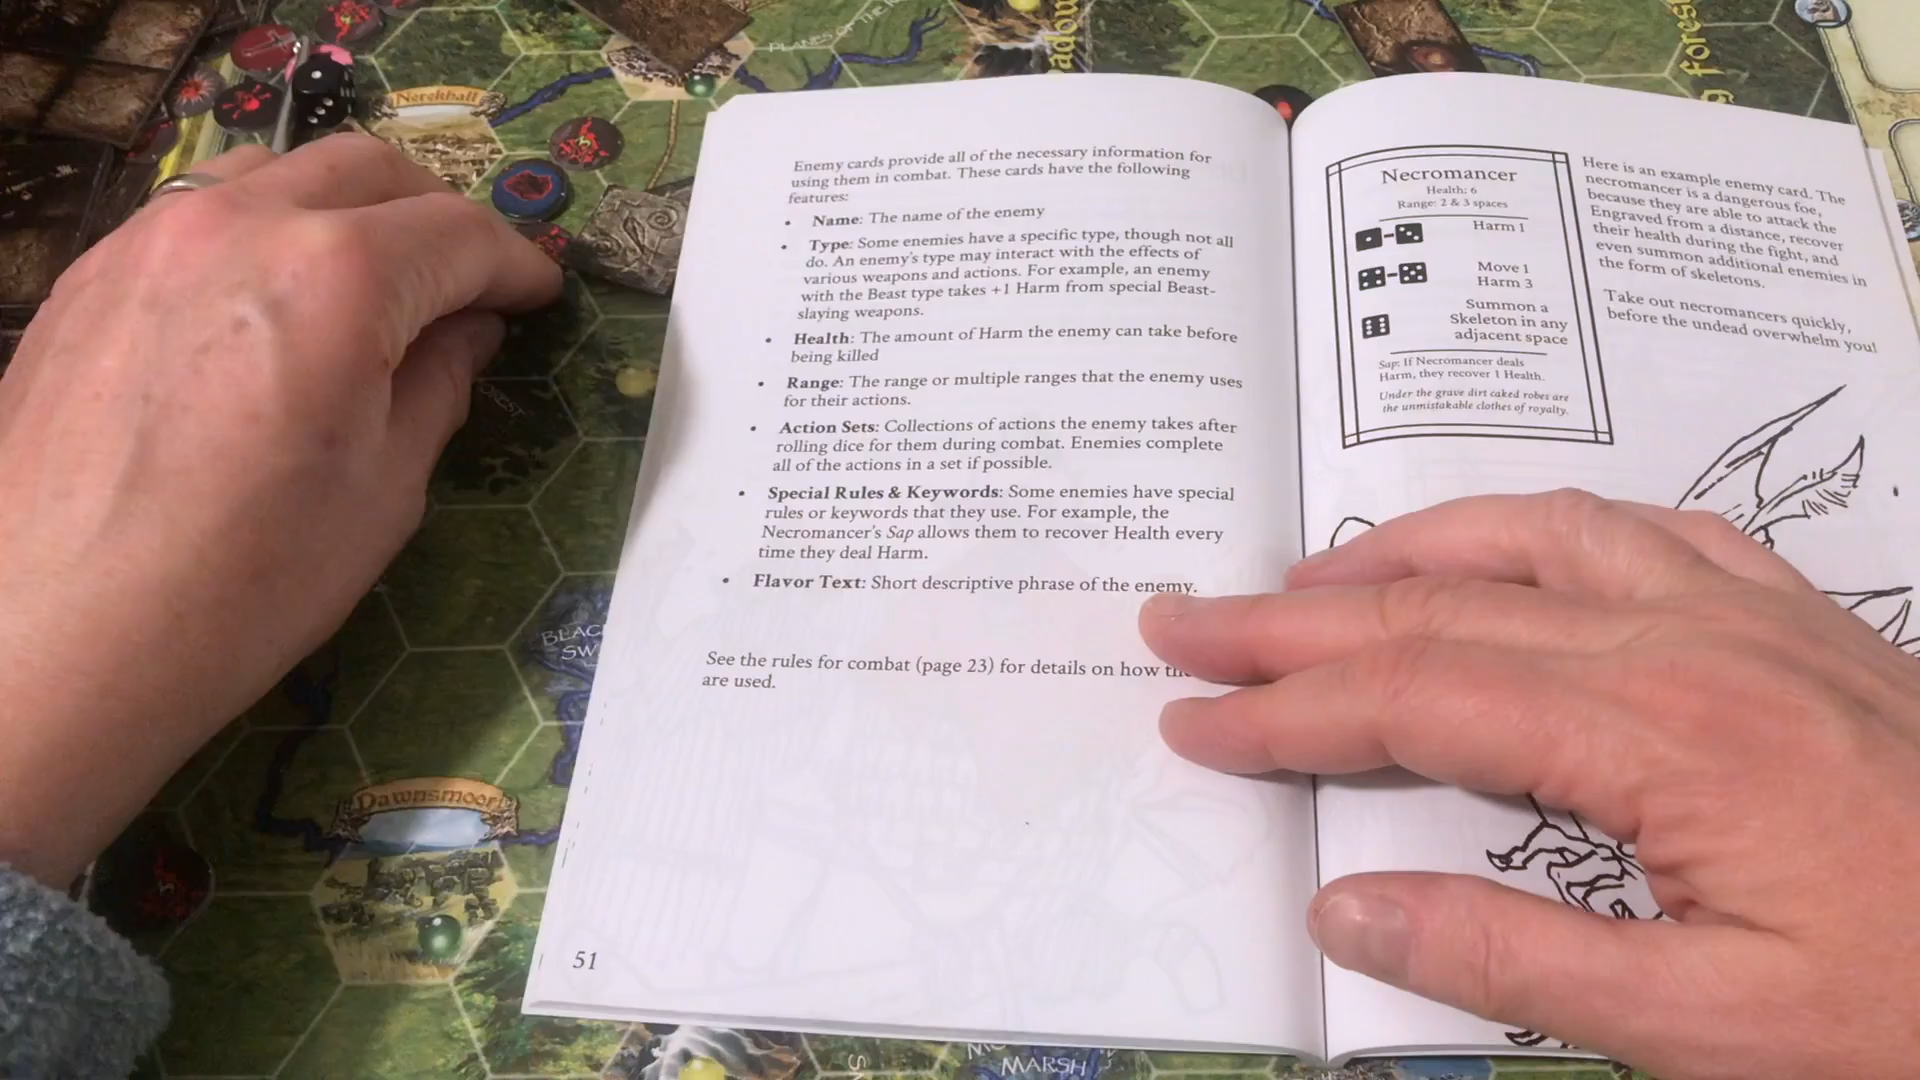 Nerekhall
PLAINS OF THE
Enemy cards provide all of the necessary information for
using them in combat. These cards have the following
features:
• Name: The name of the enemy
• Type: Some enemies have a specific type, though not all
do. An enemy's type may interact with the effects of
various weapons and actions. For example, an enemy
with the Beast type takes +1 Harm from special Beast-
slaying weapons.
• Health: The amount of Harm the enemy can take before
being killed
• Range: The range or multiple ranges that the enemy uses
for their actions.
• Action Sets: Collections of actions the enemy takes after
rolling dice for them during combat. Enemies complete
all of the actions in a set if possible.
• Special Rules & Keywords: Some enemies have special
rules or keywords that they use. For example, the
Necromancer's Sap allows them to recover Health every
time they deal Harm.
• Flavor Text: Short descriptive phrase of the enemy.
See the rules for combat (page 23) for details on how
are used.
51
Necromancer
Health: 6
Range: 2 & 3 spaces
Harm 1
Move 1
Harm 3
Summon a
Skeleton in any
adjacent space
Sap: If Necromancer deals
Harm, they recover 1 Health.
Under the grave dirt caked robes are
the unmistakable clothes of royalty.
Here is an example enemy card. The
necromancer is a dangerous foe,
because they are able to attack the
Engraved from a distance, recover
their health during the fight, and
even summon additional enemies in
the form of skeletons.
Take out necromancers quickly,
before the undead overwhelm you!
Dawnsmoor
MARSH